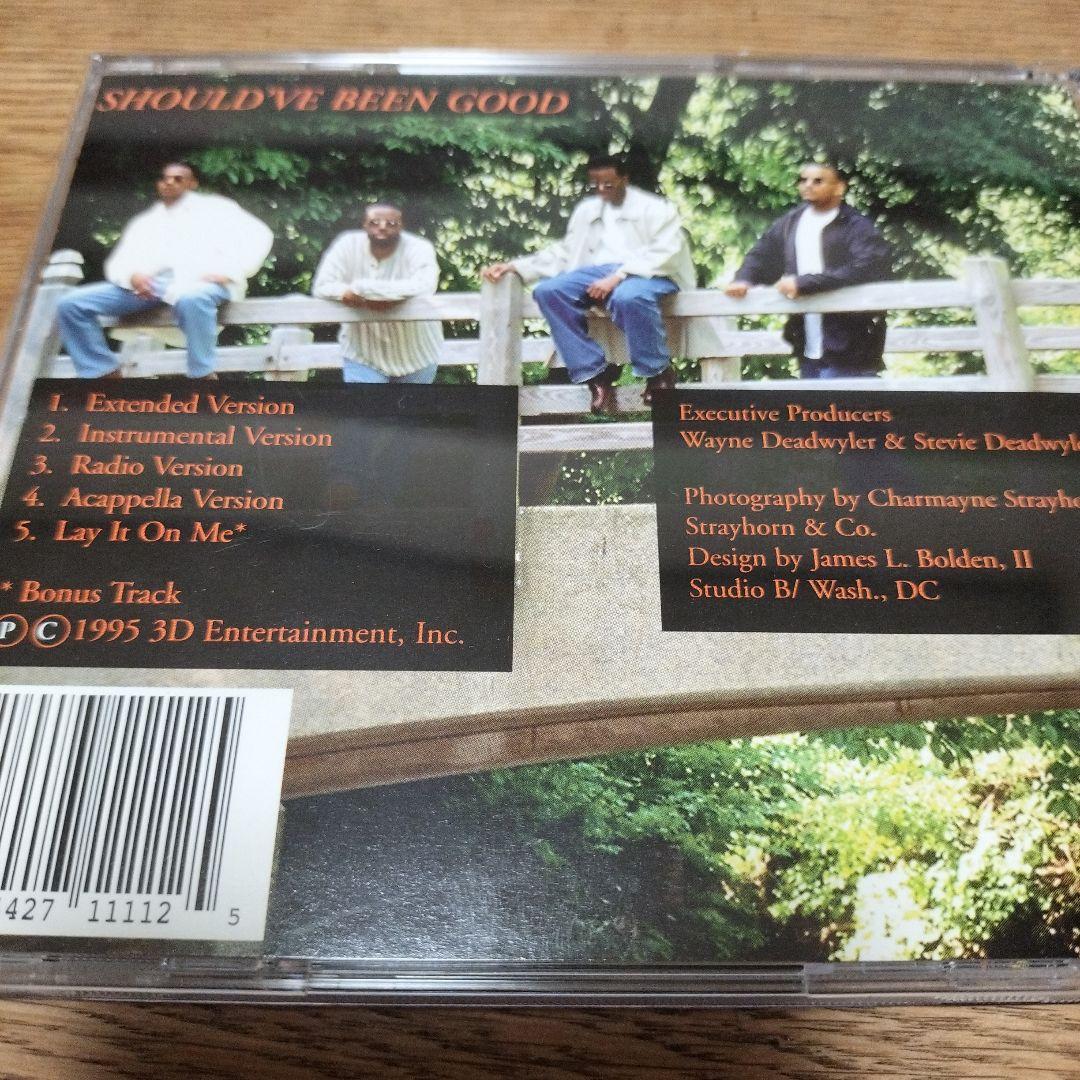 SHOULD'VE BEEN GOOD
1. Extended Version
2. Instrumental Version
3. Radio Version
4. Acappella Version
5. Lay It On Me*
* Bonus Track
P C 1995 3D Entertainment, Inc.
Executive Producers
Wayne Deadwyler & Stevie
Photography by Charmayne
Strayhorn & Co.
Design by James L. Bolden, II
Studio B/ Wash., DC
427 11112 5